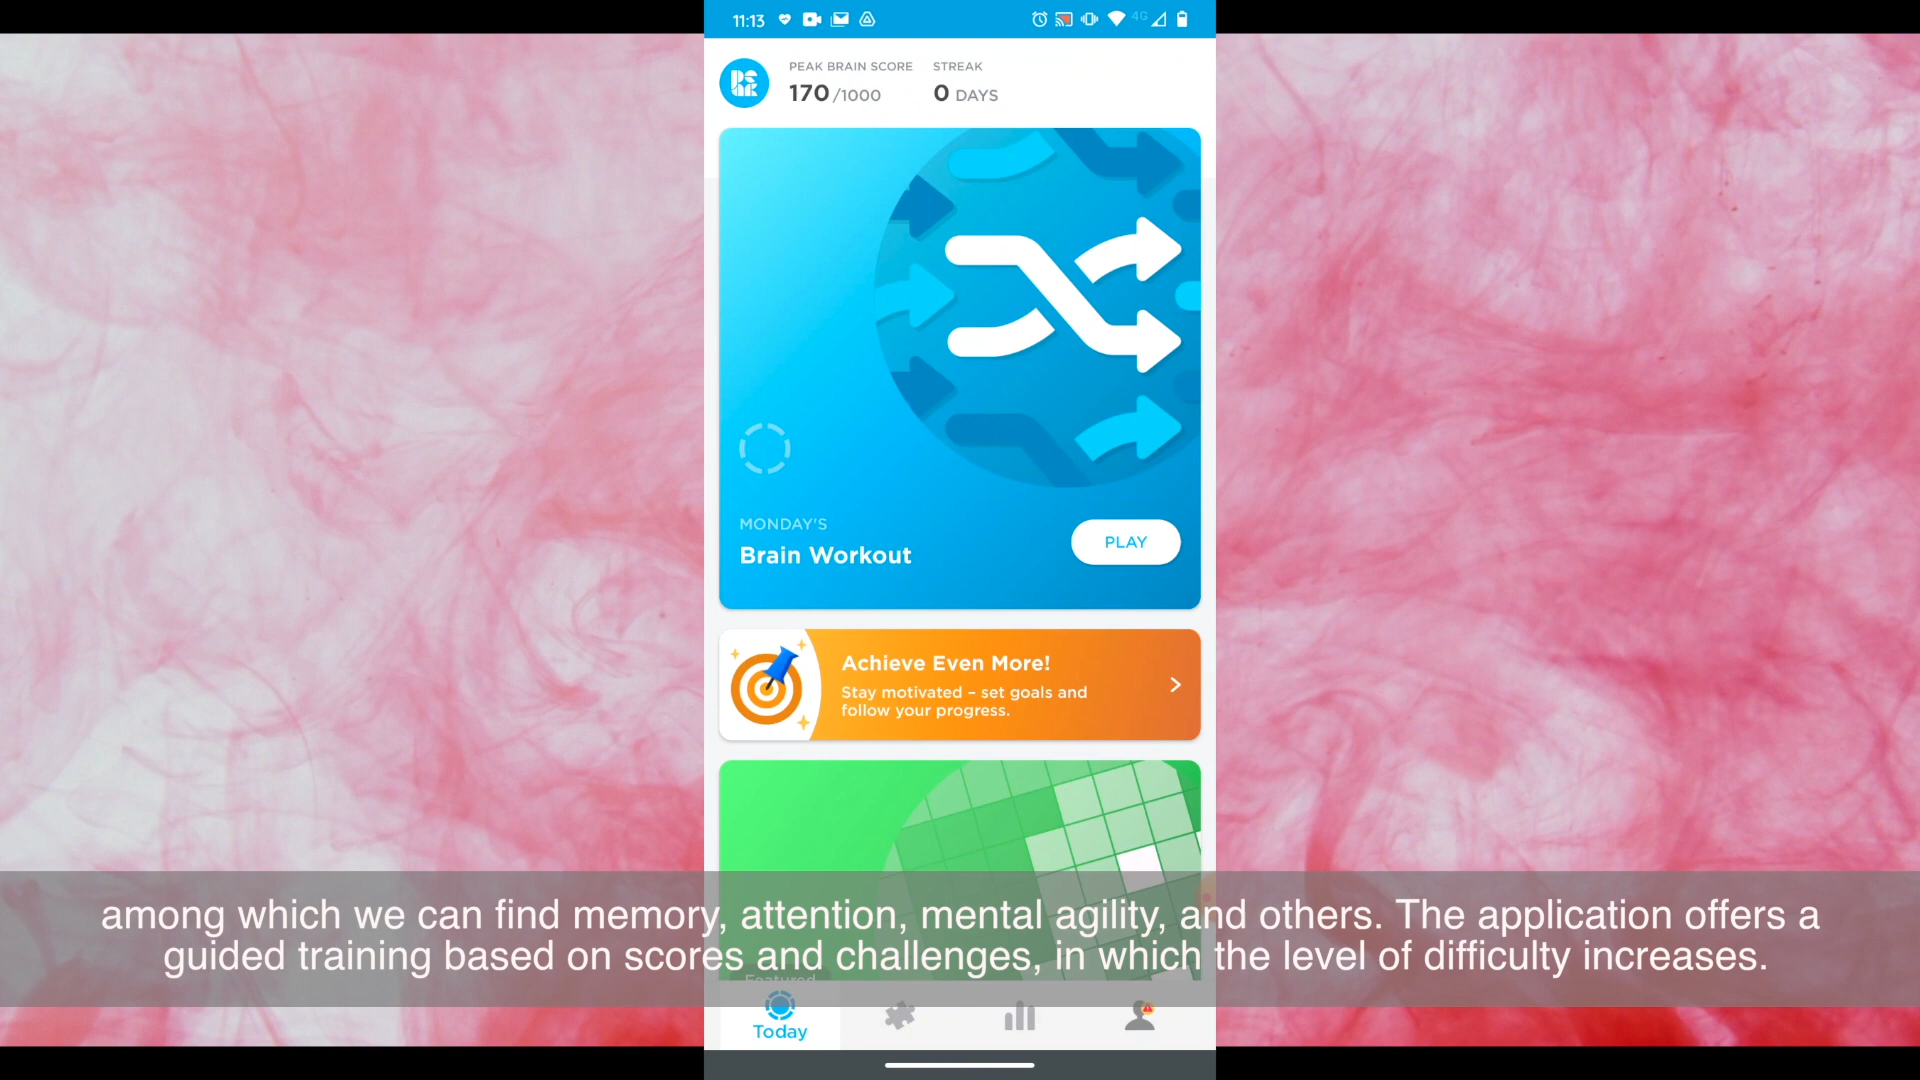 11:13
4G
PEAK BRAIN SCORE
STREAK
170 /1000
0 DAYS
MONDAY'S
Brain Workout
PLAY
Achieve Even More!
Stay motivated – set goals and
follow your progress.
among which we can find memory, attention, mental agility, and others. The application offers a
guided training based on scores and challenges, in which the level of difficulty increases.
Featured
Today